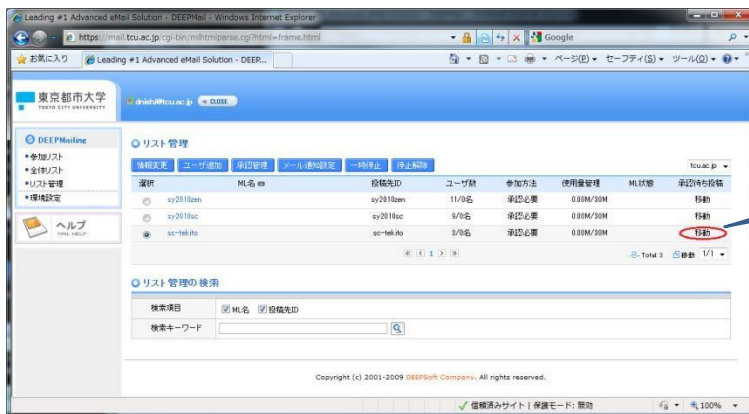 Leading #1 Advanced eMail Solution - DEEPMail - Windows Internet Explorer
https://mail.tcu.ac.jp/cgi-bin/mlhtmlparse.cgi?html=frame.html
Google
お気に入り
Leading #1 Advanced eMail Solution - DEEP...
ページ(P)
セーフティ(S)
ツール(O)
東京都市大学
TOKYO CITY UNIVERSITY
dnishi@tcu.ac.jp
CLOSE
DEEPMailing
参加リスト
全体リスト
リスト管理
環境設定
ヘルプ
MAIL HELP
リスト管理
情報変更 ユーザ追加 承認管理 メール通知設定 一時停止 停止解除
tcu.ac.jp
選択 ML名 投稿先ID ユーザ数 参加方法 使用量管理 ML状態 承認待ち投稿
sy2010zen sy2010zen 11/0名 承認必要 0.00M/30M 移動
sy2010sc sy2010sc 9/0名 承認必要 0.00M/30M 移動
sc-tekito sc-tekito 3/0名 承認必要 0.00M/30M 移動
1
Total 3 移動 1/1
リスト管理の検索
検索項目 ML名 投稿先ID
検索キーワード
Copyright (c) 2001-2009 DEEPSoft Company. All rights reserved.
信頼済みサイト | 保護モード: 無効
100%